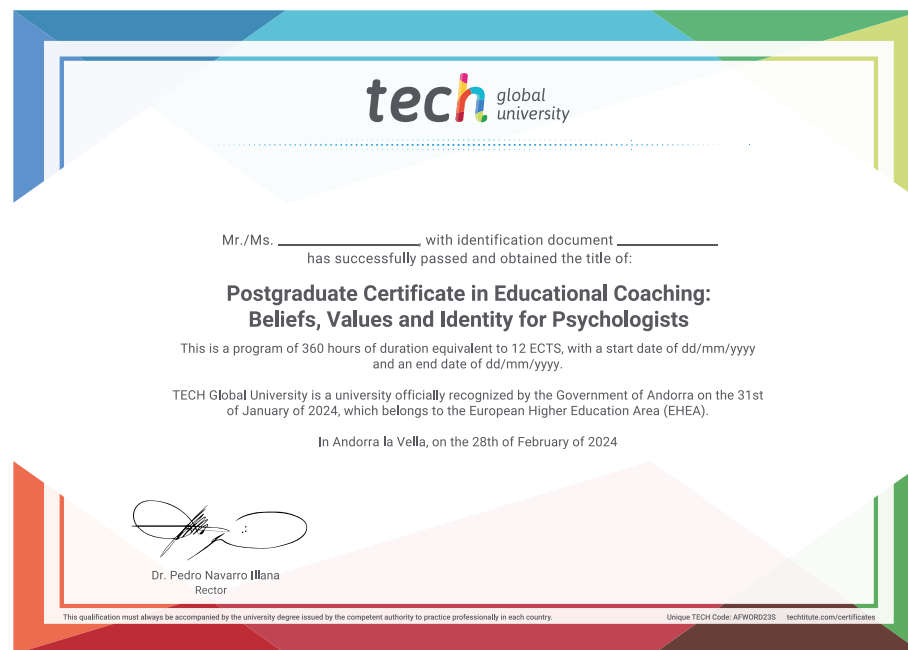 tech global university
Mr./Ms. ________________, with identification document ____________
has successfully passed and obtained the title of:
Postgraduate Certificate in Educational Coaching:
Beliefs, Values and Identity for Psychologists
This is a program of 360 hours of duration equivalent to 12 ECTS, with a start date of dd/mm/yyyy
and an end date of dd/mm/yyyy.
TECH Global University is a university officially recognized by the Government of Andorra on the 31st
of January of 2024, which belongs to the European Higher Education Area (EHEA).
In Andorra la Vella, on the 28th of February of 2024
Dr. Pedro Navarro Illana
Rector
This qualification must always be accompanied by the university degree issued by the competent authority to practice professionally in each country.
Unique TECH Code: AFWORD23S techtitute.com/certificates